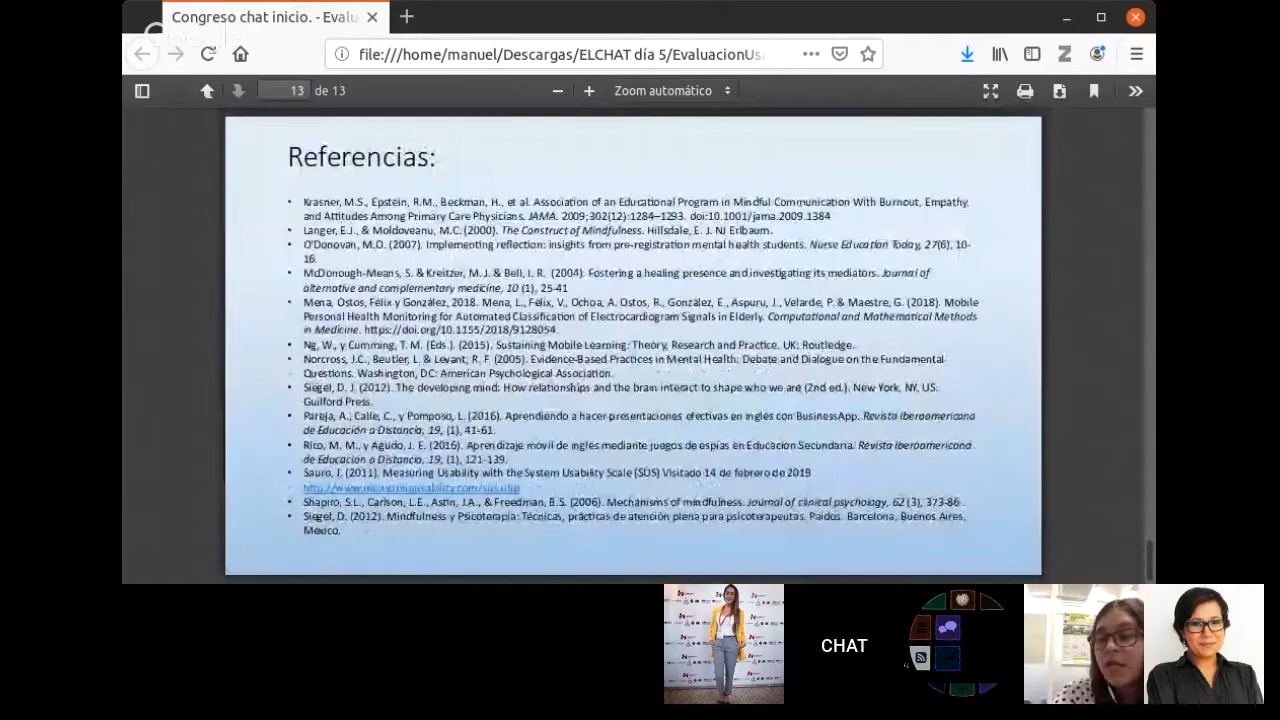 Congreso chat inicio. - Evalu
Google
file:///home/manuel/Descargas/ELCHAT día 5/EvaluacionUs
13 de 13
Zoom automático
Referencias:
• Krasner, M.S., Epstein, R.M., Beckman, H., et al. Association of an Educational Program in Mindful Communication With Burnout, Empathy,
and Attitudes Among Primary Care Physicians. JAMA. 2009;302(12):1284–1293. doi:10.1001/jama.2009.1384
• Langer, E.J., & Moldoveanu, M.C. (2000). The Construct of Mindfulness. Hillsdale, E. J. NJ Erlbaum.
• O'Donovan, M.O. (2007). Implementing reflection: insights from pre-registration mental health students. Nurse Education Today, 27(6), 10-
16.
• McDonough-Means, S. & Kreitzer, M. J. & Bell, I. R. (2004). Fostering a healing presence and investigating its mediators. Journal of
alternative and complementary medicine, 10 (1), 25-41
• Mena, Ostos, Félix y González, 2018. Mena, L., Félix, V., Ochoa, A. Ostos, R., González, E., Aspuru, J., Velarde, P. & Maestre, G. (2018). Mobile
Personal Health Monitoring for Automated Classification of Electrocardiogram Signals in Elderly. Computational and Mathematical Methods
in Medicine. https://doi.org/10.1155/2018/9128054.
• Ng, W., y Cumming, T. M. (Eds.). (2015). Sustaining Mobile Learning: Theory, Research and Practice. UK: Routledge.
• Norcross, J.C., Beutler, L. & Levant, R. F. (2005). Evidence-Based Practices in Mental Health: Debate and Dialogue on the Fundamental
Questions. Washington, DC: American Psychological Association.
• Siegel, D. J. (2012). The developing mind: How relationships and the brain interact to shape who we are (2nd ed.). New York, NY, US:
Guilford Press.
• Pareja, A., Calle, C., y Pomposo, L. (2016). Aprendiendo a hacer presentaciones efectivas en inglés con BusinessApp. Revista Iberoamericana
de Educación a Distancia, 19, (1), 41-61.
• Rico, M. M., y Agudo, J. E. (2016). Aprendizaje móvil de inglés mediante juegos de espías en Educación Secundaria. Revista Iberoamericana
de Educación a Distancia, 19, (1), 121-139.
• Sauro, J. (2011). Measuring Usability with the System Usability Scale (SUS) Visitado 14 de febrero de 2019
http://www.measuringusability.com/sus.php
• Shapiro, S.L., Carlson, L.E., Astin, J.A., & Freedman, B.S. (2006). Mechanisms of mindfulness. Journal of clinical psychology, 62 (3), 373-86 .
• Siegel, D. (2012). Mindfulness y Psicoterapia: Técnicas, prácticas de atención plena para psicoterapeutas. Paidos. Barcelona, Buenos Aires,
México.
CHAT